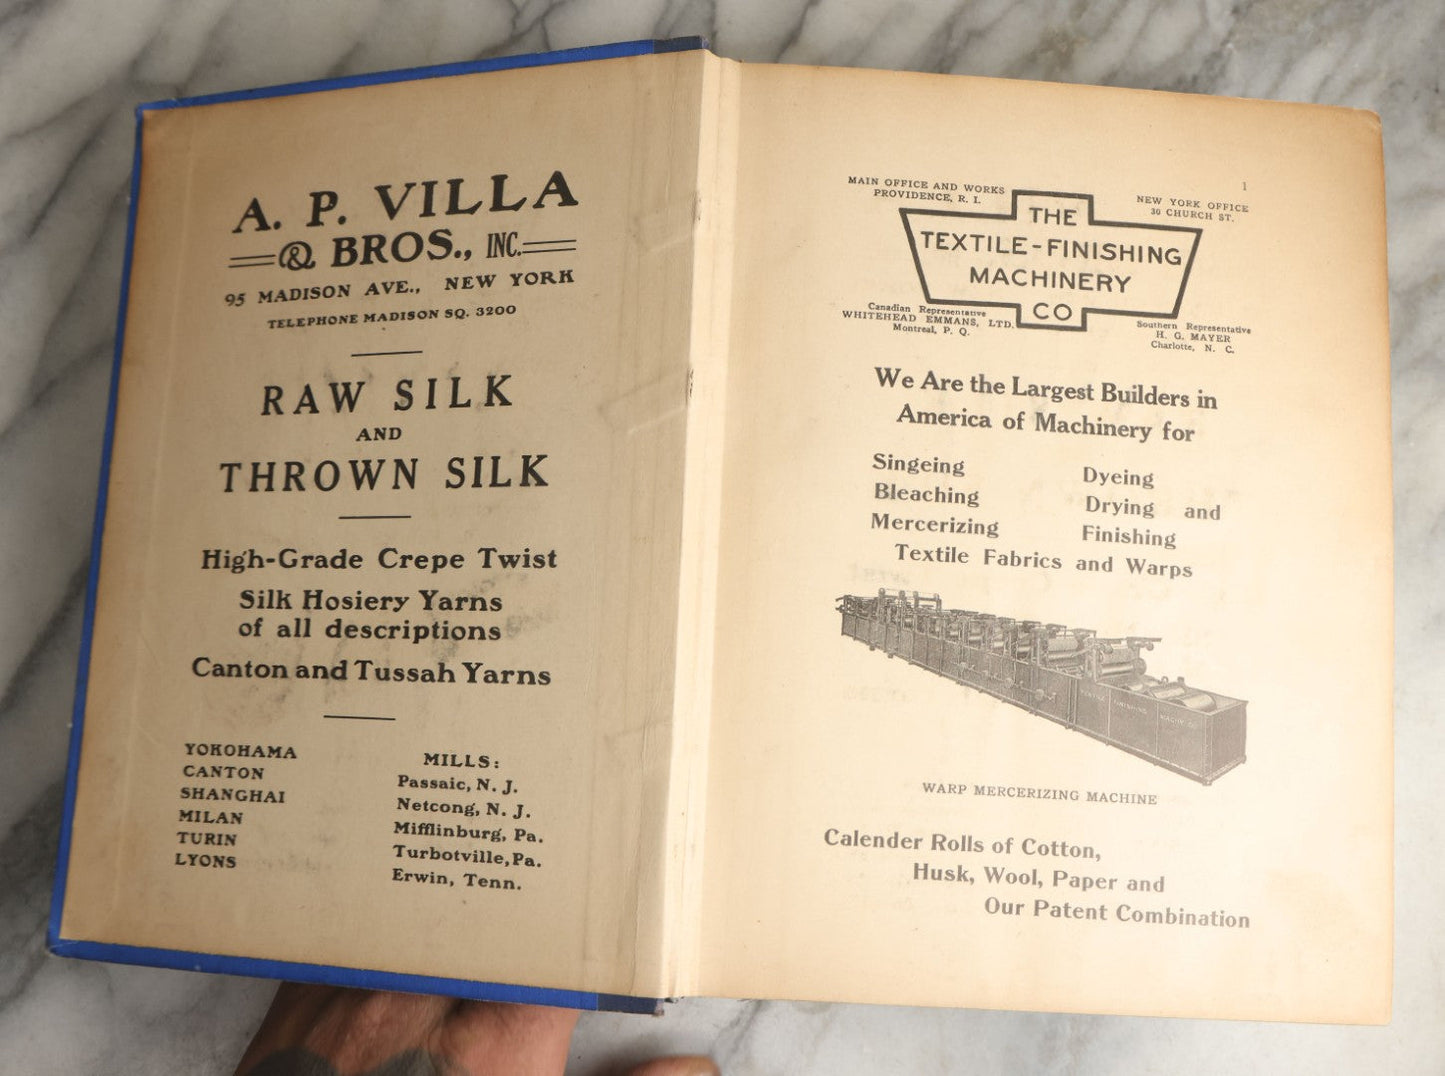 A. P. VILLA
& BROS., INC.
95 MADISON AVE., NEW YORK
TELEPHONE MADISON SQ. 3200
RAW SILK
AND
THROWN SILK
High-Grade Crepe Twist
Silk Hosiery Yarns
of all descriptions
Canton and Tussah Yarns
YOKOHAMA
CANTON
SHANGHAI
MILAN
TURIN
LYONS
MILLS:
Passaic, N. J.
Netcong, N. J.
Mifflinburg, Pa.
Turbotville, Pa.
Erwin, Tenn.
1
MAIN OFFICE AND WORKS
PROVIDENCE, R. I.
NEW YORK OFFICE
30 CHURCH ST.
THE
TEXTILE-FINISHING
MACHINERY
CO
Canadian Representative
WHITEHEAD EMMANS, LTD.
Montreal, P. Q.
Southern Representative
H. G. MAYER
Charlotte, N. C.
We Are the Largest Builders in
America of Machinery for
Singeing
Bleaching
Mercerizing
Dyeing
Drying and
Finishing
Textile Fabrics and Warps
FINISHING MACHY CO
WARP MERCERIZING MACHINE
Calender Rolls of Cotton,
Husk, Wool, Paper and
Our Patent Combination